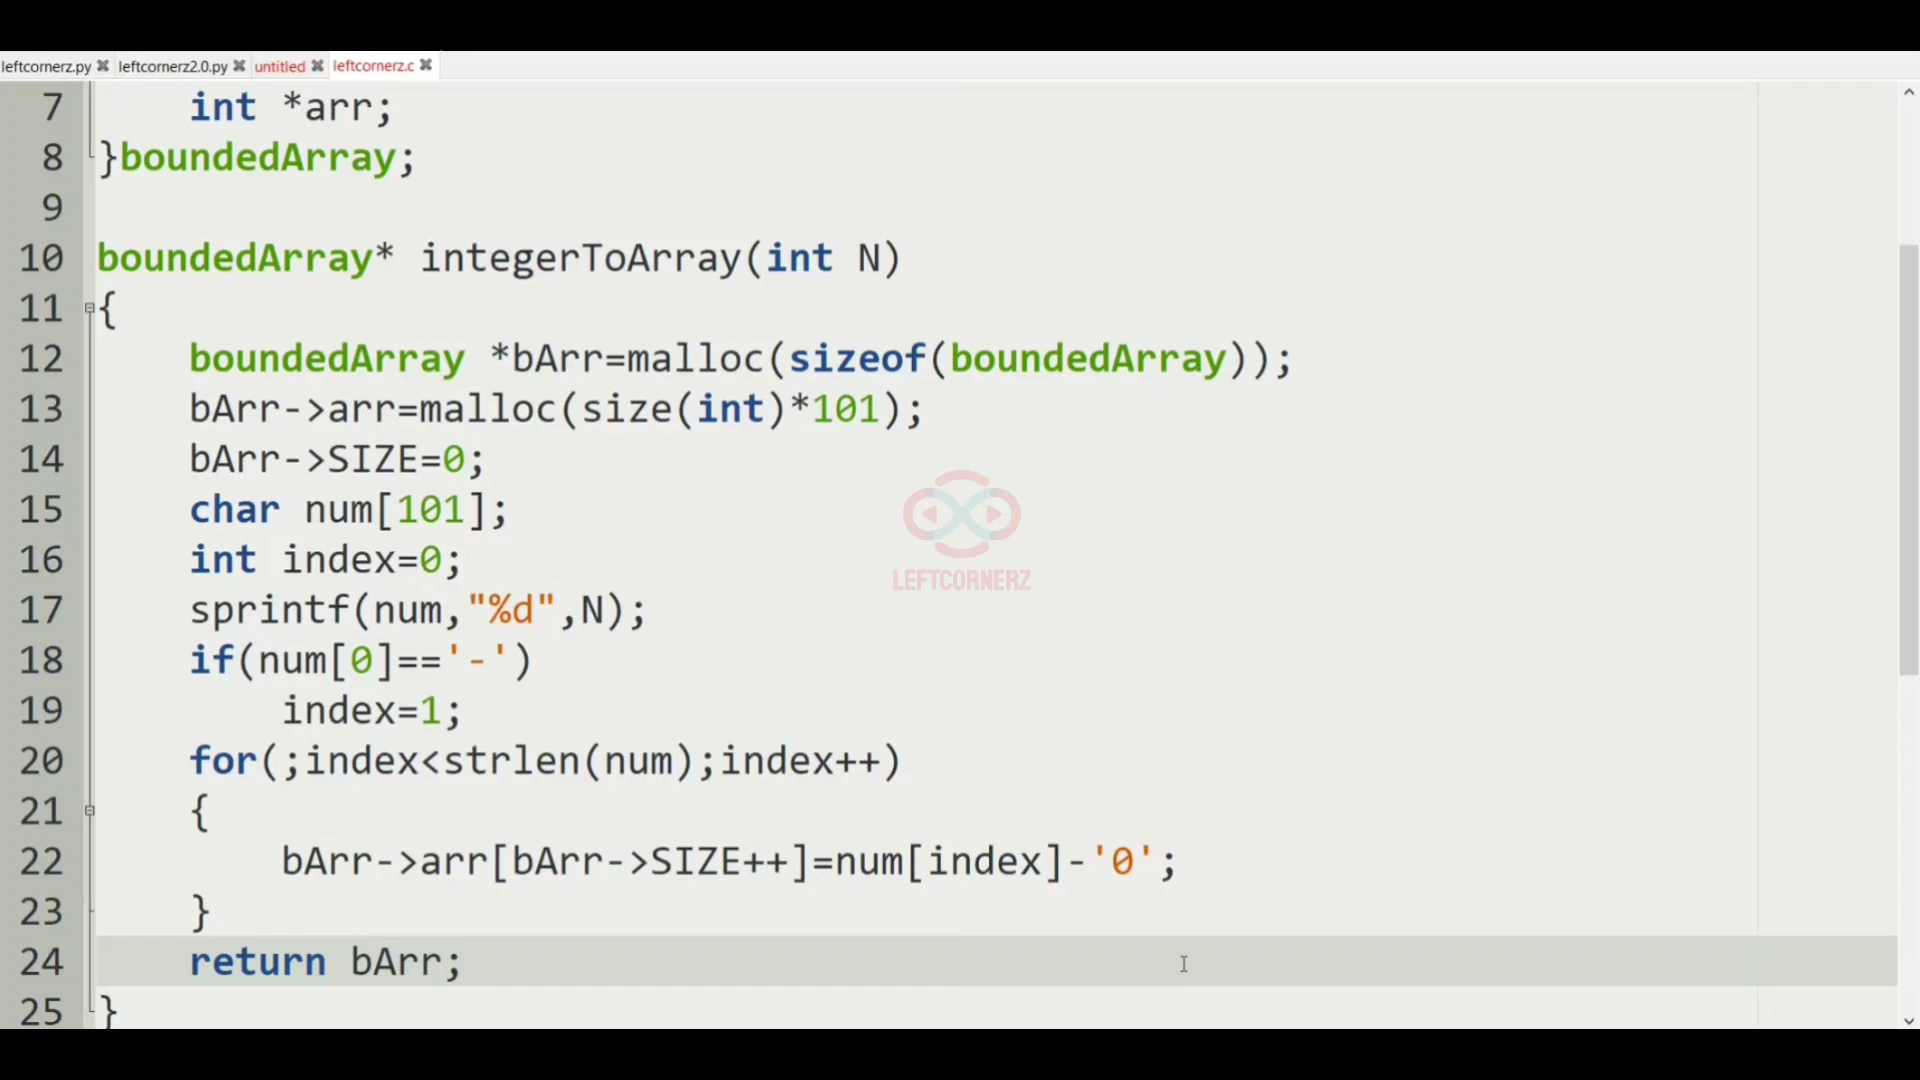 leftcornerz.py leftcornerz2.0.py untitled leftcornerz.c
7 int *arr;
8 }boundedArray;
9
10 boundedArray* integerToArray(int N)
11 {
12 boundedArray *bArr=malloc(sizeof(boundedArray));
13 bArr->arr=malloc(size(int)*101);
14 bArr->SIZE=0;
15 char num[101];
16 int index=0;
17 sprintf(num,"%d",N);
18 if(num[0]=='-')
19 index=1;
20 for(;index<strlen(num);index++)
21 {
22 bArr->arr[bArr->SIZE++]=num[index]-'0';
23 }
24 return bArr;
25 }
LEFTCORNERZ